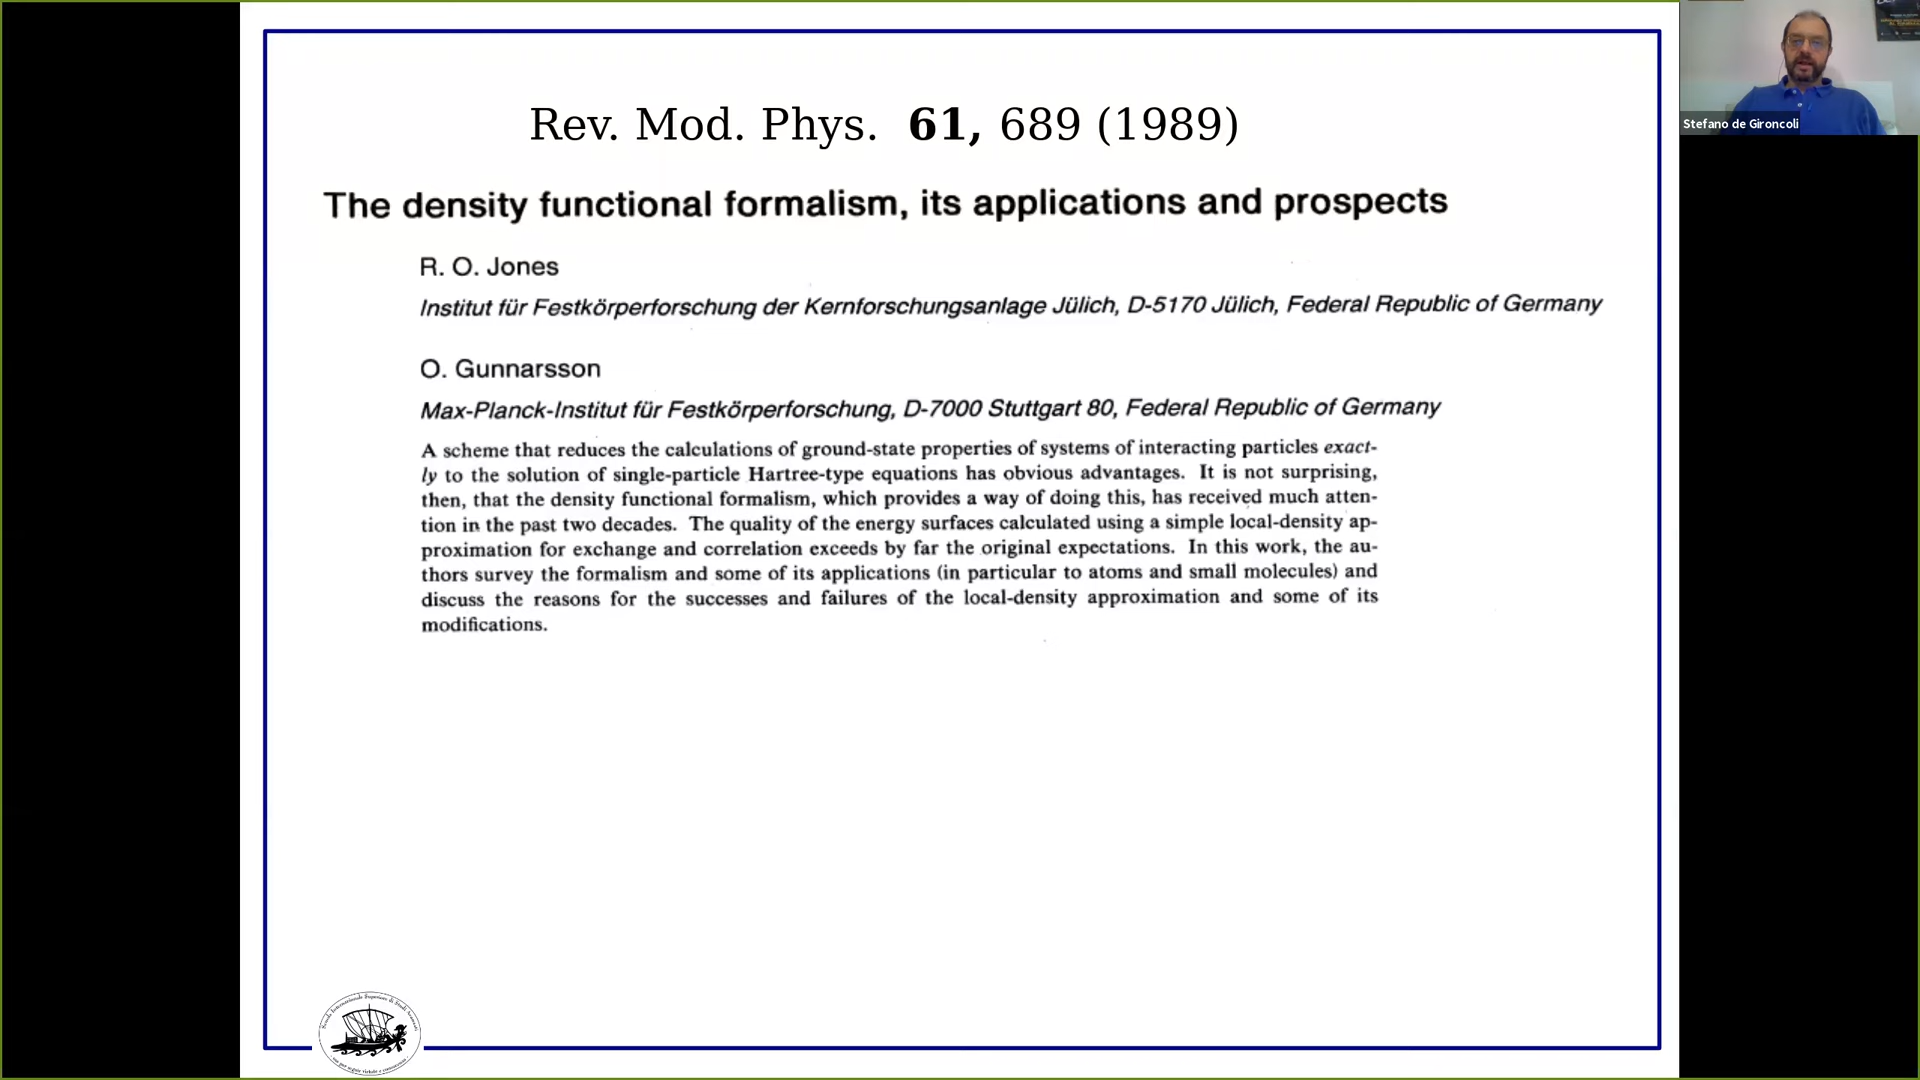 Rev. Mod. Phys. 61, 689 (1989)
The density functional formalism, its applications and prospects
R. O. Jones
Institut für Festkörperforschung der Kernforschungsanlage Jülich, D-5170 Jülich, Federal Republic of Germany
O. Gunnarsson
Max-Planck-Institut für Festkörperforschung, D-7000 Stuttgart 80, Federal Republic of Germany
A scheme that reduces the calculations of ground-state properties of systems of interacting particles exact-
ly to the solution of single-particle Hartree-type equations has obvious advantages. It is not surprising,
then, that the density functional formalism, which provides a way of doing this, has received much atten-
tion in the past two decades. The quality of the energy surfaces calculated using a simple local-density ap-
proximation for exchange and correlation exceeds by far the original expectations. In this work, the au-
thors survey the formalism and some of its applications (in particular to atoms and small molecules) and
discuss the reasons for the successes and failures of the local-density approximation and some of its
modifications.
Stefano de Gironcoli